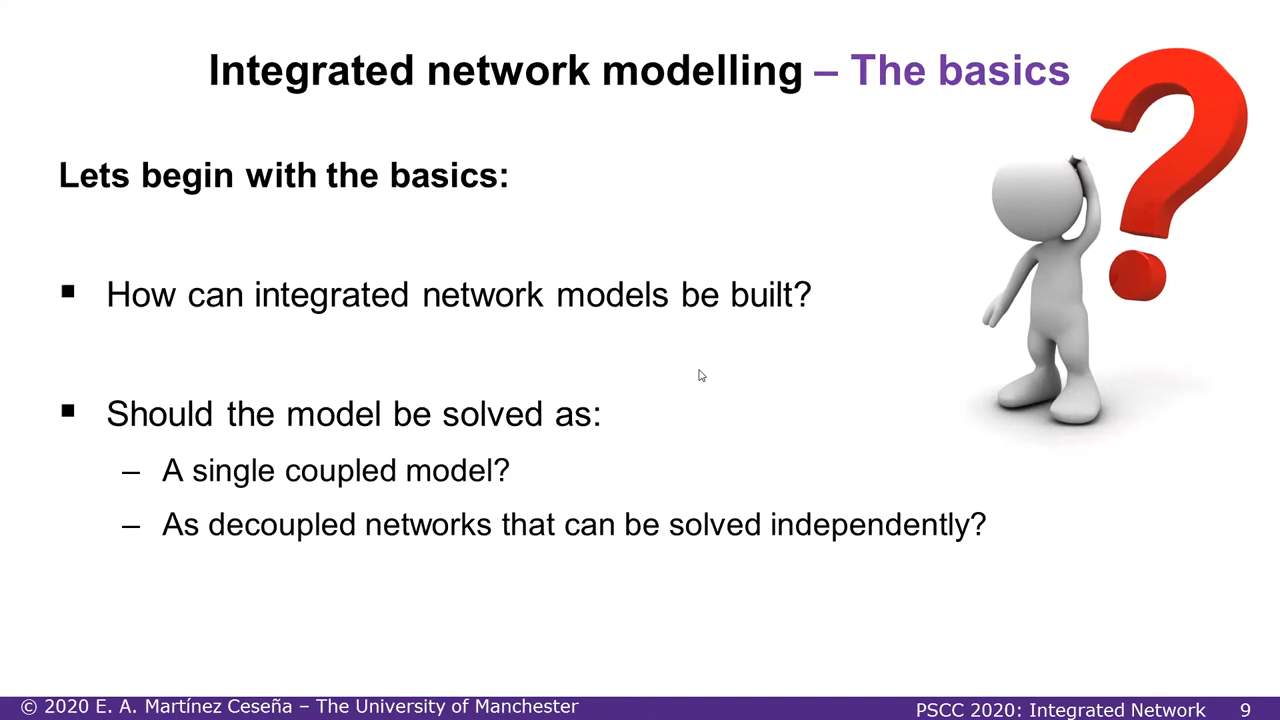 Integrated network modelling – The basics
Lets begin with the basics:
▪ How can integrated network models be built?
▪ Should the model be solved as:
– A single coupled model?
– As decoupled networks that can be solved independently?
© 2020 E. A. Martínez Ceseña – The University of Manchester
PSCC 2020: Integrated Network 9